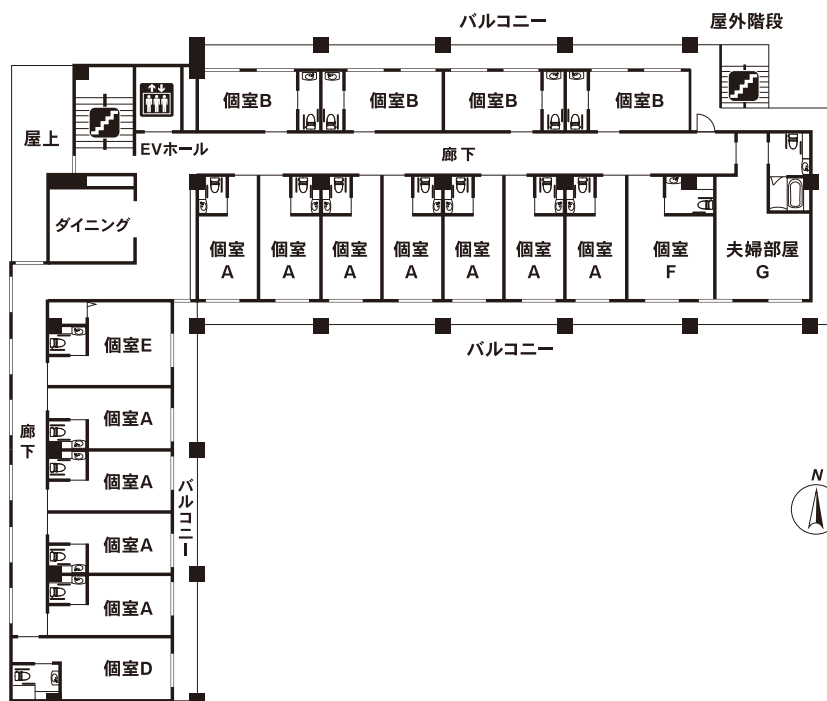 バルコニー
屋外階段
個室B
個室B
個室B
個室B
屋上
EVホール
廊下
ダイニング
個室
A
個室
A
個室
A
個室
A
個室
A
個室
A
個室
A
個室
F
夫婦部屋
G
バルコニー
個室E
個室A
廊下
個室A
バルコニー
個室A
個室A
個室D
N